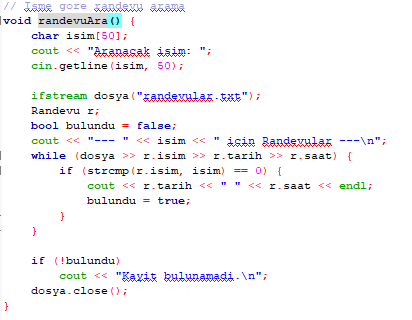 // Isme gore randevu arama
void randevuAra() {
    char isim[50];
    cout << "Aranacak isim: ";
    cin.getline(isim, 50);

    ifstream dosya("randevular.txt");
    Randevu r;
    bool bulundu = false;
    cout << "--- " << isim << " icin Randevular ---\n";
    while (dosya >> r.isim >> r.tarih >> r.saat) {
        if (strcmp(r.isim, isim) == 0) {
            cout << r.tarih << " " << r.saat << endl;
            bulundu = true;
        }
    }

    if (!bulundu)
        cout << "Kayit bulunamadi.\n";
    dosya.close();
}